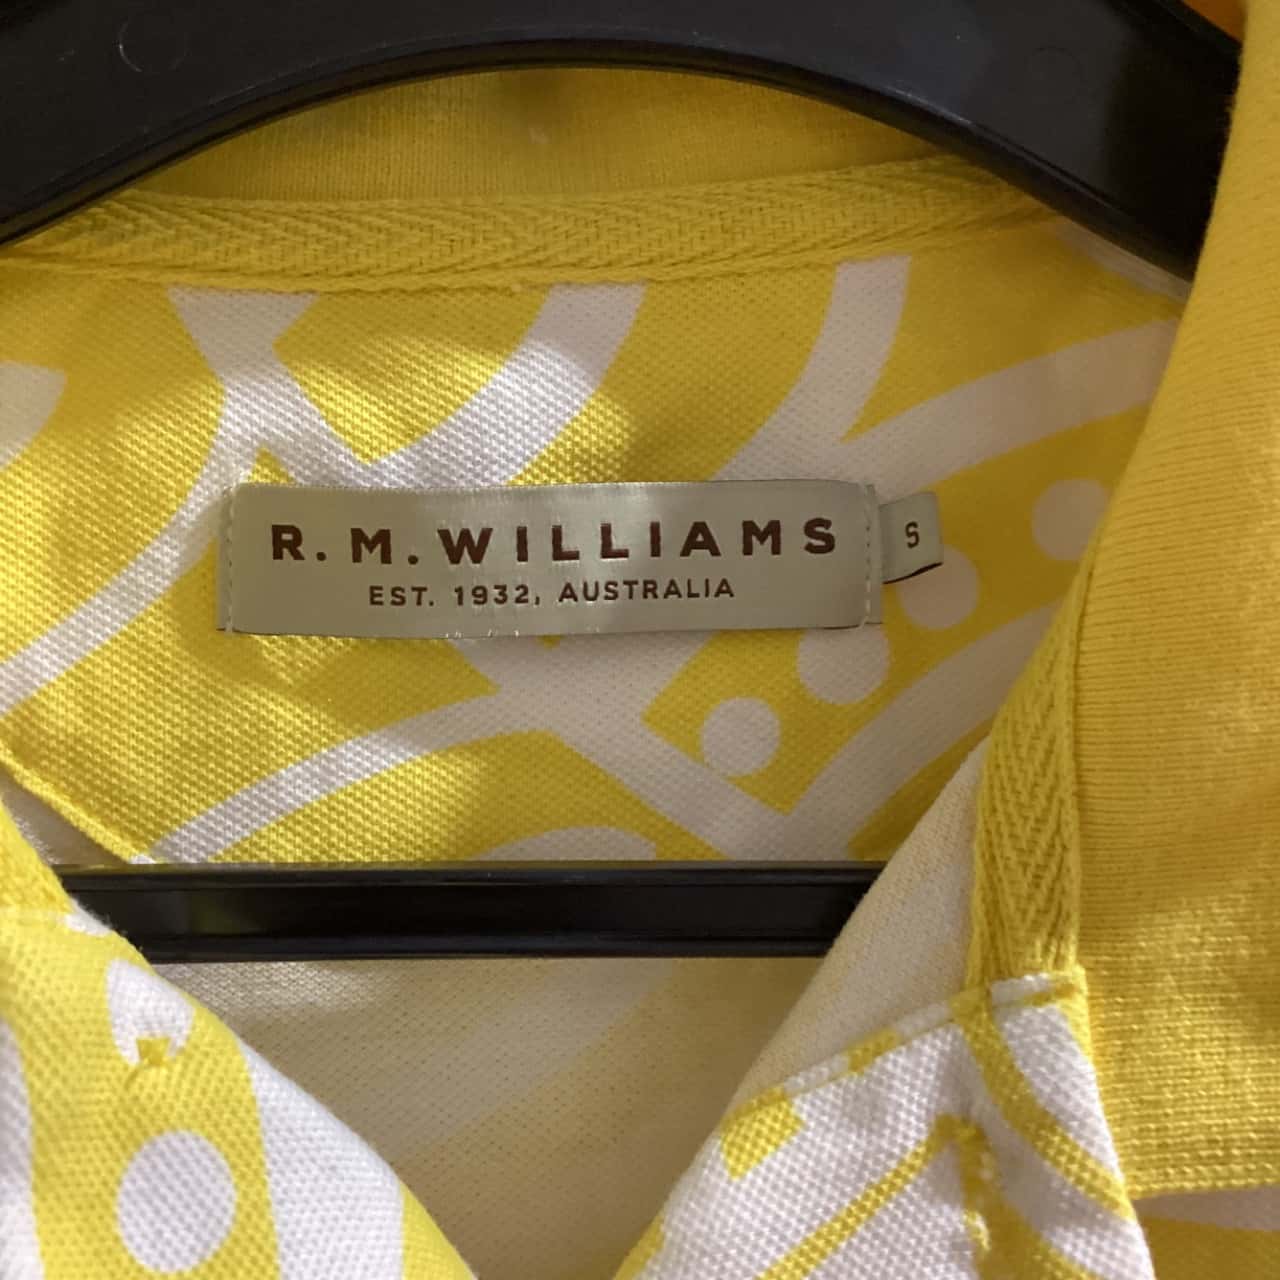 R. M. WILLIAMS
EST. 1932, AUSTRALIA
S